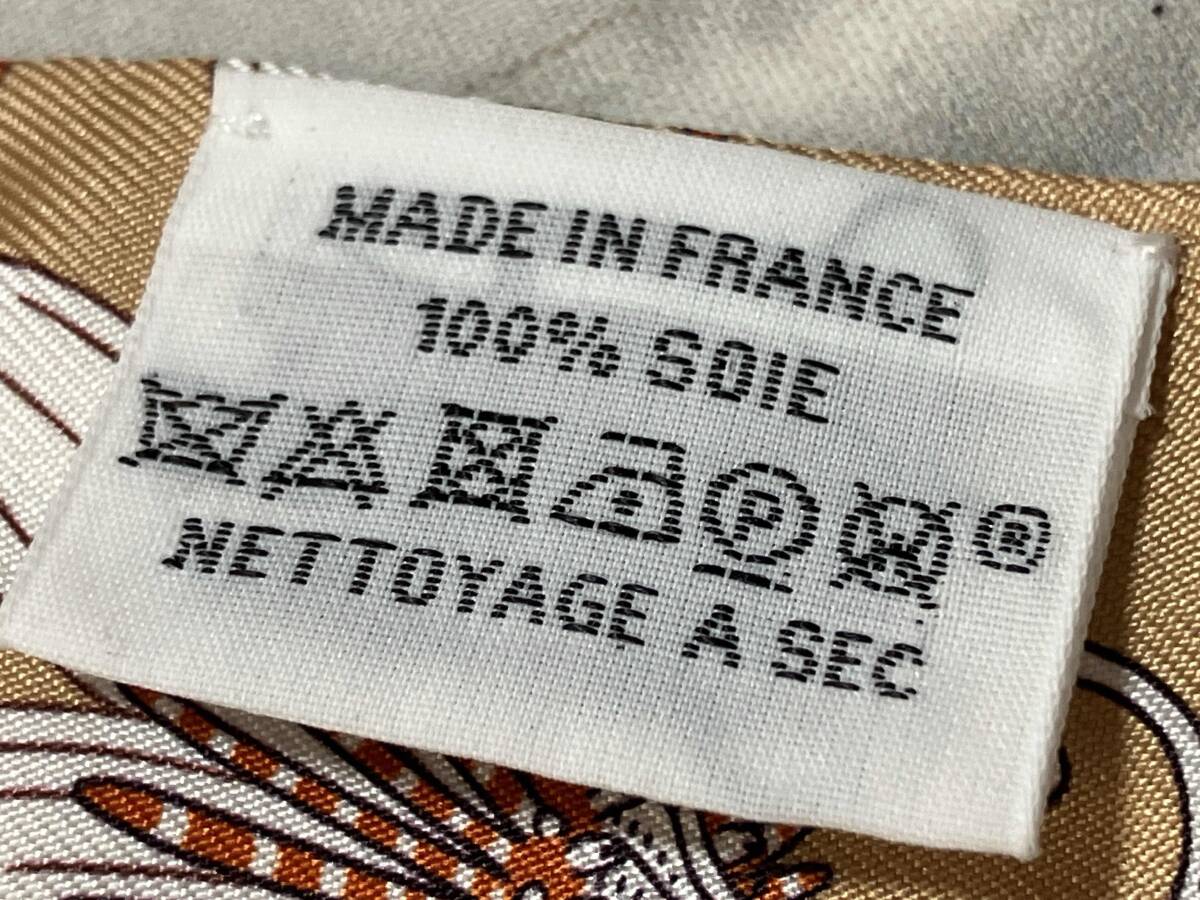 MADE IN FRANCE
100% SOIE
P ®
NETTOYAGE A SEC